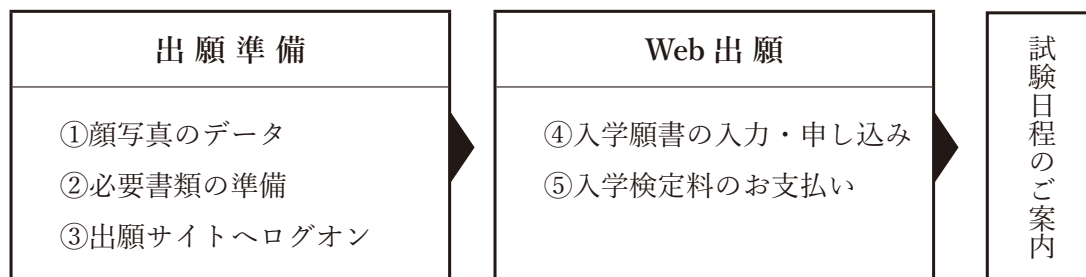 出願準備
①顔写真のデータ
②必要書類の準備
③出願サイトへログオン
Web出願
④入学願書の入力・申し込み
⑤入学検定料のお支払い
試験日程のご案内